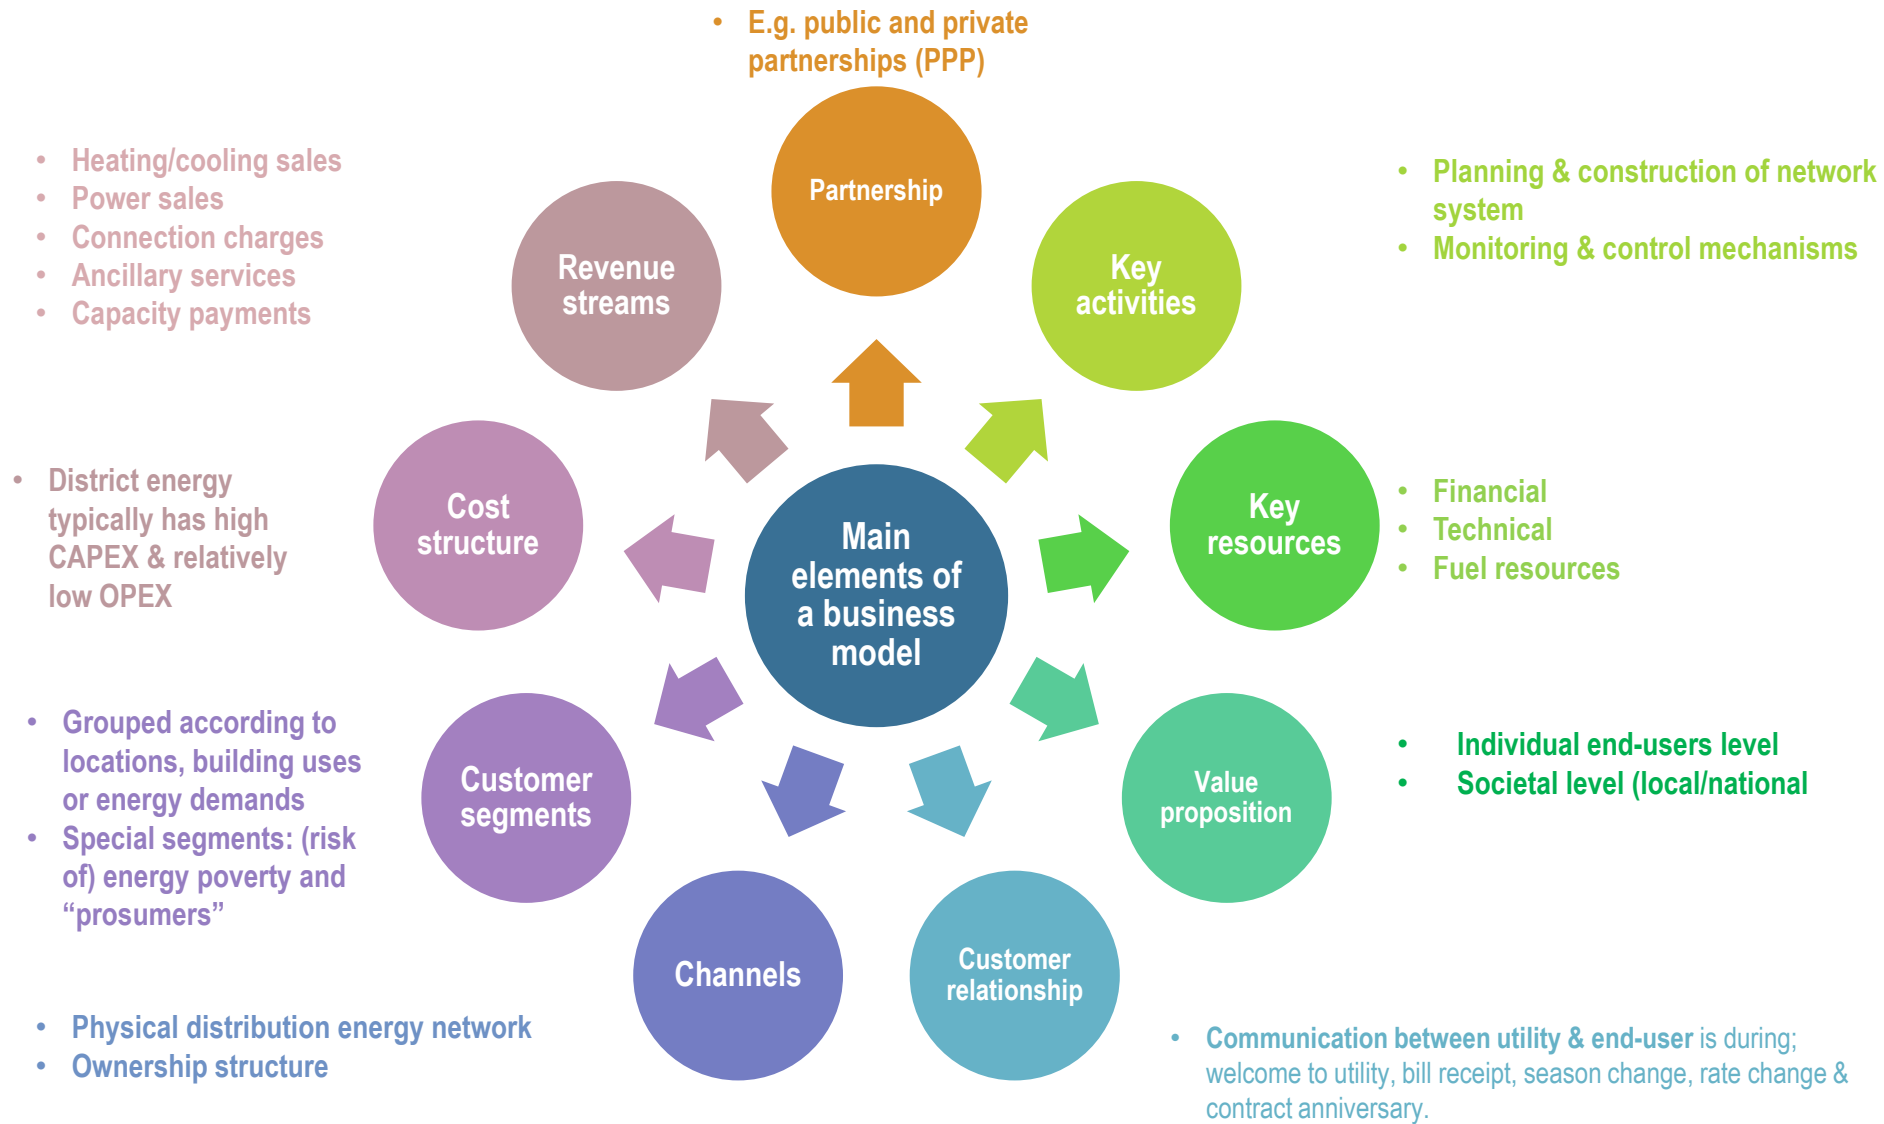 • E.g. public and private
partnerships (PPP)
Partnership
• Heating/cooling sales
• Power sales
• Connection charges
• Ancillary services
• Capacity payments
Revenue
streams
Key
activities
• Planning & construction of network
system
• Monitoring & control mechanisms
• District energy
typically has high
CAPEX & relatively
low OPEX
Cost
structure
Main
elements of
a business
model
Key
resources
• Financial
• Technical
• Fuel resources
• Grouped according to
locations, building uses
or energy demands
• Special segments: (risk
of) energy poverty and
“prosumers”
Customer
segments
Value
proposition
• Individual end-users level
• Societal level (local/national
• Physical distribution energy network
• Ownership structure
Channels
Customer
relationship
• Communication between utility & end-user is during;
welcome to utility, bill receipt, season change, rate change &
contract anniversary.